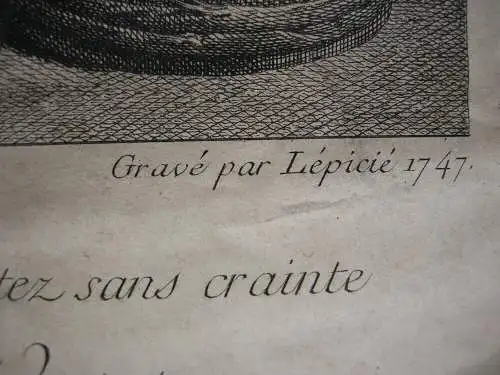 Gravé par Lépicié 1747.
tez sans crainte